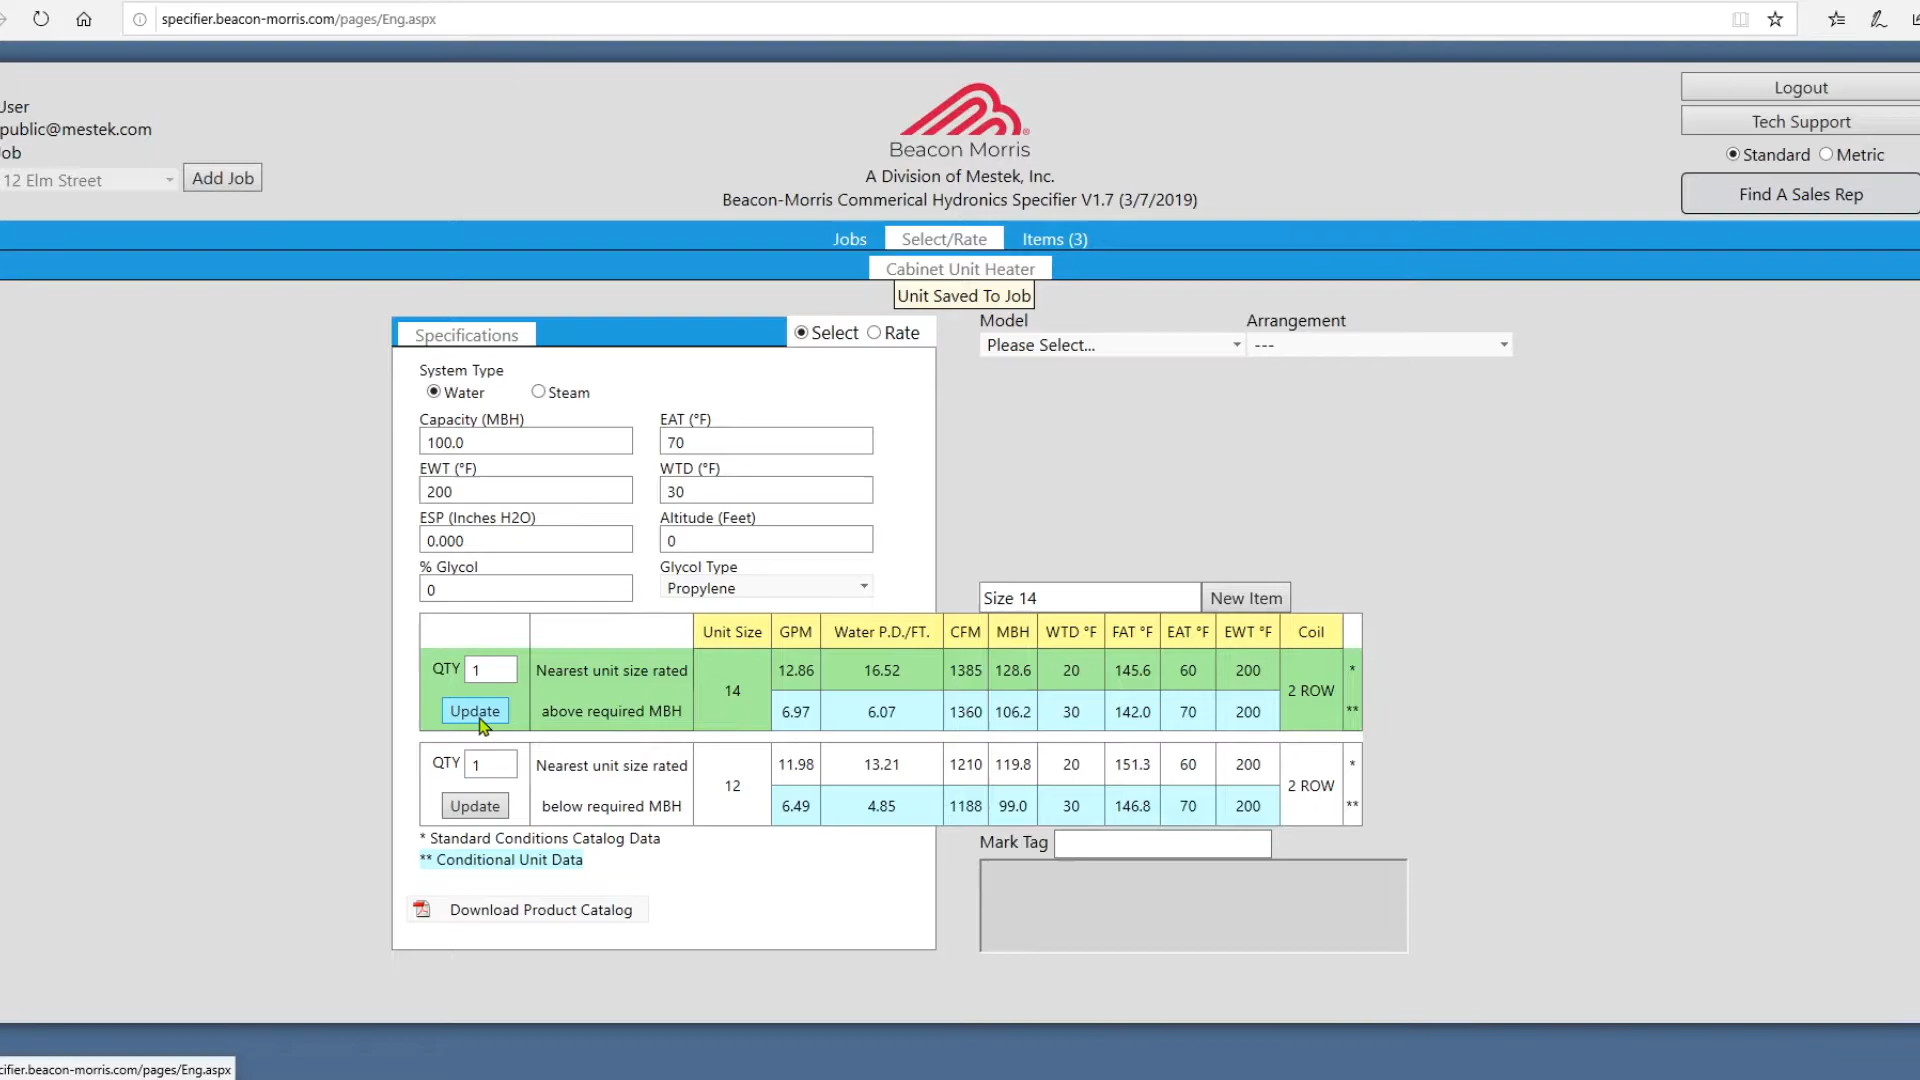 specifier.beacon-morris.com/pages/Eng.aspx
User
public@mestek.com
Job
12 Elm Street
Add Job
Beacon Morris
A Division of Mestek, Inc.
Beacon-Morris Commerical Hydronics Specifier V1.7 (3/7/2019)
Logout
Tech Support
Standard Metric
Find A Sales Rep
Jobs Select/Rate Items (3)
Cabinet Unit Heater
Unit Saved To Job
Specifications Select Rate
Model Arrangement
Please Select... ---
System Type
Water Steam
Capacity (MBH) EAT (°F)
100.0 70
EWT (°F) WTD (°F)
200 30
ESP (Inches H2O) Altitude (Feet)
0.000 0
% Glycol Glycol Type
0 Propylene
Size 14 New Item
Unit Size GPM Water P.D./FT. CFM MBH WTD °F FAT °F EAT °F EWT °F Coil
QTY 1 Nearest unit size rated 12.86 16.52 1385 128.6 20 145.6 60 200 *
14 2 ROW
Update above required MBH 6.97 6.07 1360 106.2 30 142.0 70 200 **
QTY 1 Nearest unit size rated 11.98 13.21 1210 119.8 20 151.3 60 200 *
12 2 ROW
Update below required MBH 6.49 4.85 1188 99.0 30 146.8 70 200 **
* Standard Conditions Catalog Data
** Conditional Unit Data
Mark Tag
Download Product Catalog
cifier.beacon-morris.com/pages/Eng.aspx